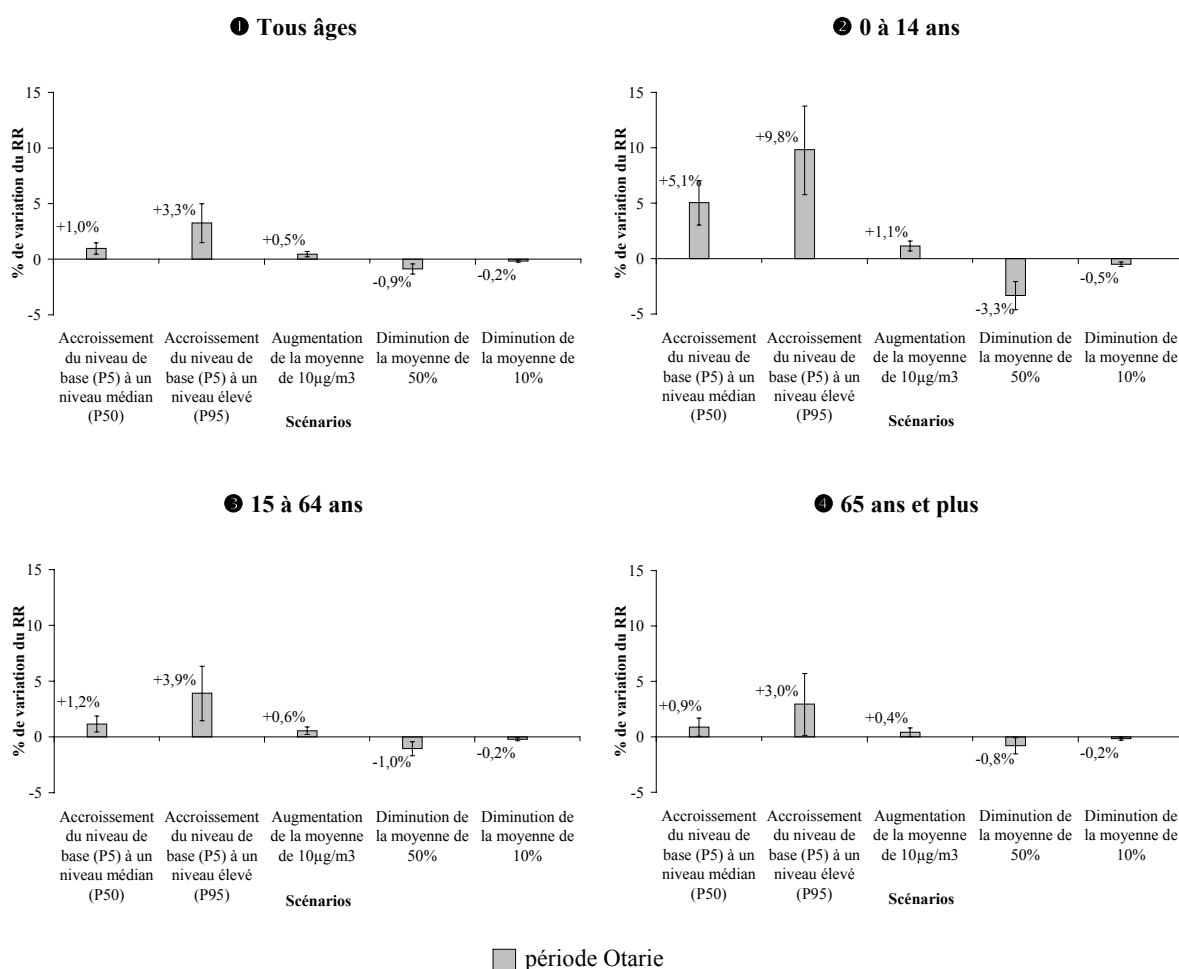 ❶ Tous âges
% de variation du RR
15
10
5
0
-5
+1,0%
+3,3%
+0,5%
-0,9%
-0,2%
Accroissement
du niveau de
base (P5) à un
niveau médian
(P50)
Accroissement
du niveau de
base (P5) à un
niveau élevé
(P95)
Augmentation
de la moyenne
de 10µg/m3
Diminution de
la moyenne de
50%
Diminution de
la moyenne de
10%
Scénarios
❷ 0 à 14 ans
% de variation du RR
15
10
5
0
-5
+5,1%
+9,8%
+1,1%
-3,3%
-0,5%
Accroissement
du niveau de
base (P5) à un
niveau médian
(P50)
Accroissement
du niveau de
base (P5) à un
niveau élevé
(P95)
Augmentation
de la moyenne
de 10µg/m3
Diminution de
la moyenne de
50%
Diminution de
la moyenne de
10%
Scénarios
❸ 15 à 64 ans
% de variation du RR
15
10
5
0
-5
+1,2%
+3,9%
+0,6%
-1,0%
-0,2%
Accroissement
du niveau de
base (P5) à un
niveau médian
(P50)
Accroissement
du niveau de
base (P5) à un
niveau élevé
(P95)
Augmentation
de la moyenne
de 10µg/m3
Diminution de
la moyenne de
50%
Diminution de
la moyenne de
10%
Scénarios
❹ 65 ans et plus
% de variation du RR
15
10
5
0
-5
+0,9%
+3,0%
+0,4%
-0,8%
-0,2%
Accroissement
du niveau de
base (P5) à un
niveau médian
(P50)
Accroissement
du niveau de
base (P5) à un
niveau élevé
(P95)
Augmentation
de la moyenne
de 10µg/m3
Diminution de
la moyenne de
50%
Diminution de
la moyenne de
10%
Scénarios
période Otarie